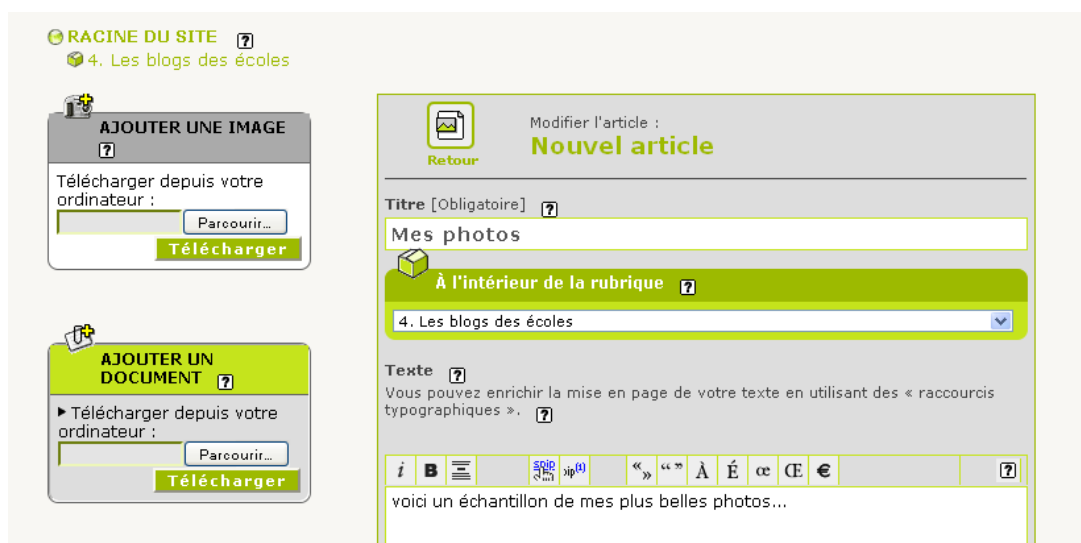 RACINE DU SITE ?
4. Les blogs des écoles
AJOUTER UNE IMAGE
?
Télécharger depuis votre
ordinateur :
Parcourir...
Télécharger
AJOUTER UN
DOCUMENT ?
Télécharger depuis votre
ordinateur :
Parcourir...
Télécharger
Retour
Modifier l'article :
Nouvel article
Titre [Obligatoire] ?
Mes photos
À l'intérieur de la rubrique ?
4. Les blogs des écoles
Texte ?
Vous pouvez enrichir la mise en page de votre texte en utilisant des « raccourcis
typographiques ». ?
i B «» “” À É œ Œ € ?
voici un échantillon de mes plus belles photos...